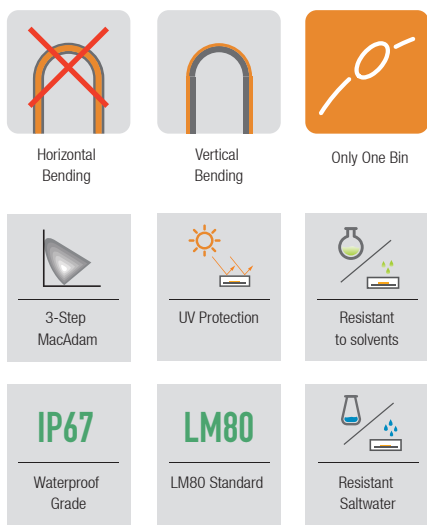 Horizontal
Bending
Vertical
Bending
Only One Bin
3-Step
MacAdam
UV Protection
Resistant
to solvents
IP67
Waterproof
Grade
LM80
LM80 Standard
Resistant
Saltwater